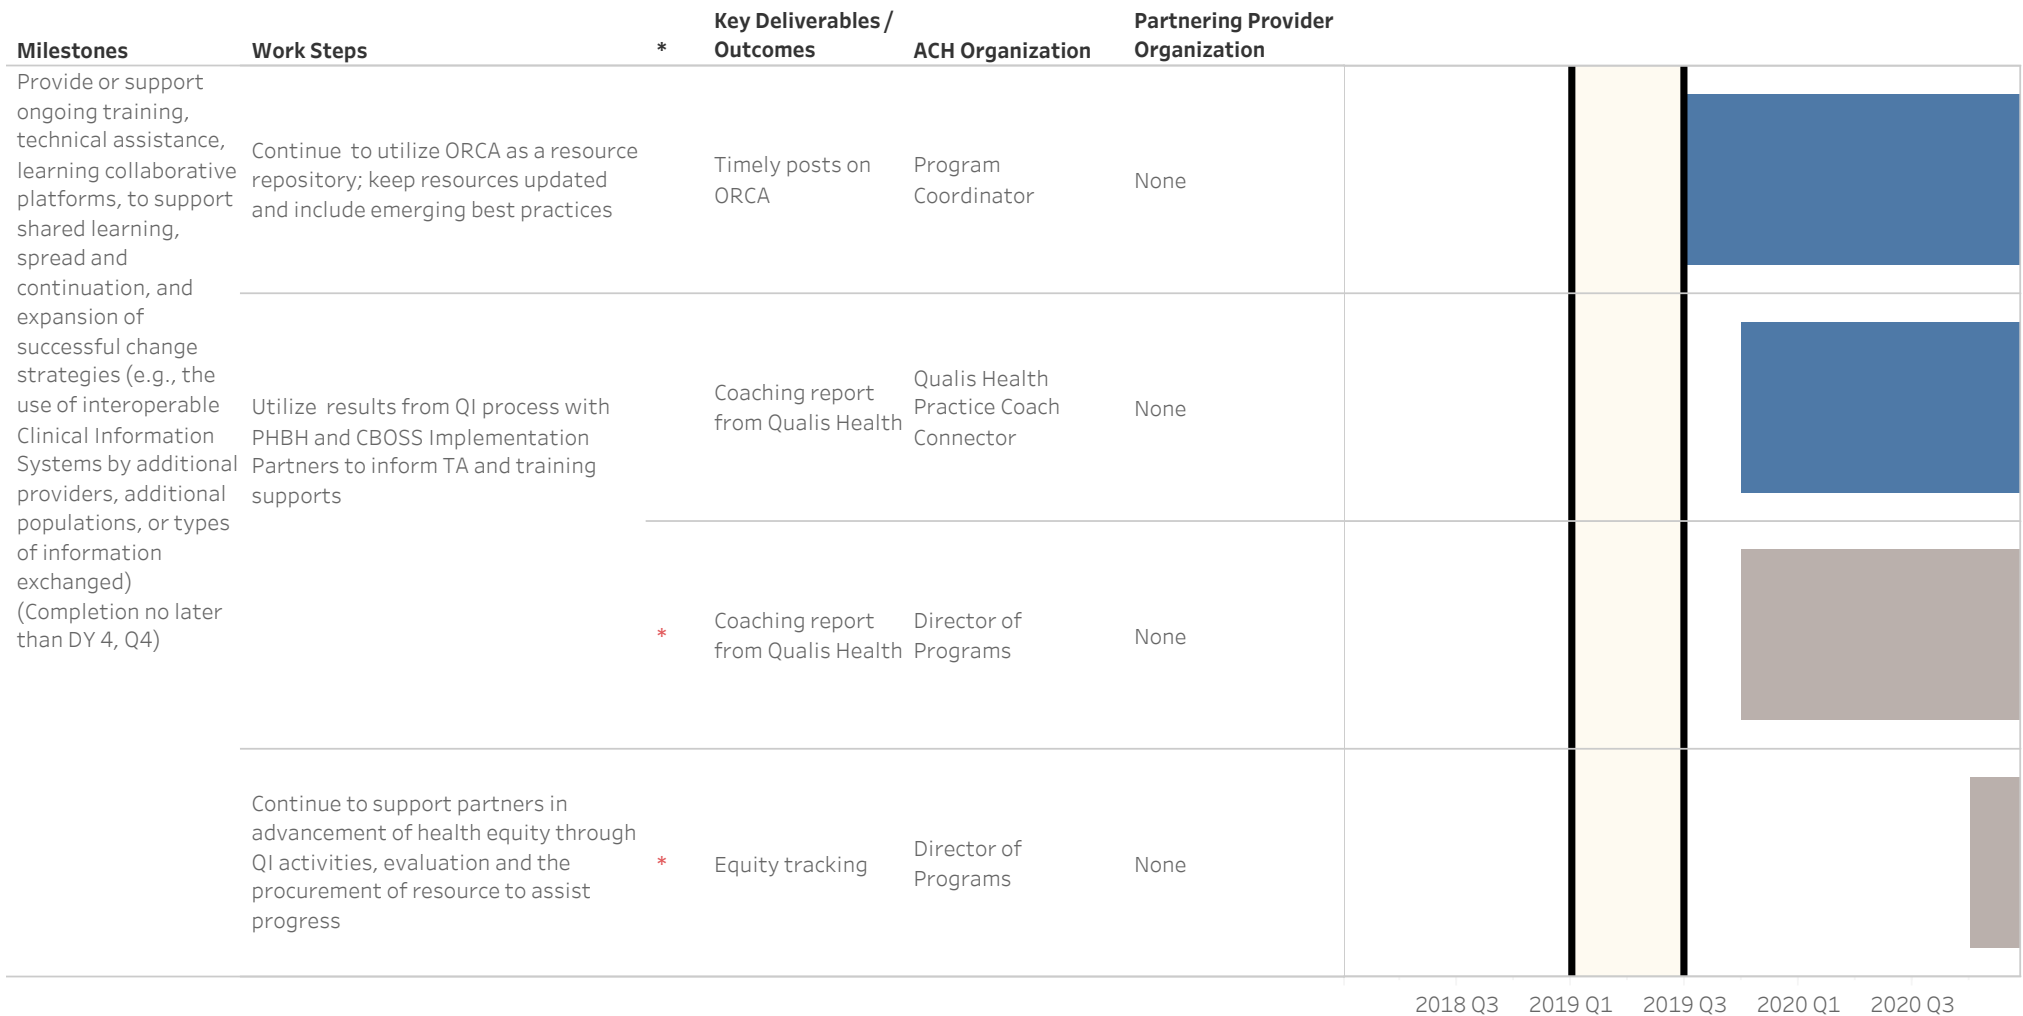 Milestones
Work Steps
*
Key Deliverables /
Outcomes
ACH Organization
Partnering Provider
Organization
Provide or support
ongoing training,
technical assistance,
learning collaborative
platforms, to support
shared learning,
spread and
continuation, and
expansion of
successful change
strategies (e.g., the
use of interoperable
Clinical Information
Systems by additional
providers, additional
populations, or types
of information
exchanged)
(Completion no later
than DY 4, Q4)
Continue  to utilize ORCA as a resource
repository; keep resources updated
and include emerging best practices
Timely posts on
ORCA
Program
Coordinator
None
Utilize  results from QI process with
PHBH and CBOSS Implementation
Partners to inform TA and training
supports
Coaching report
from Qualis Health
Qualis Health
Practice Coach
Connector
None
*
Coaching report
from Qualis Health
Director of
Programs
None
Continue to support partners in
advancement of health equity through
QI activities, evaluation and the
procurement of resource to assist
progress
*
Equity tracking
Director of
Programs
None
2018 Q3
2019 Q1
2019 Q3
2020 Q1
2020 Q3